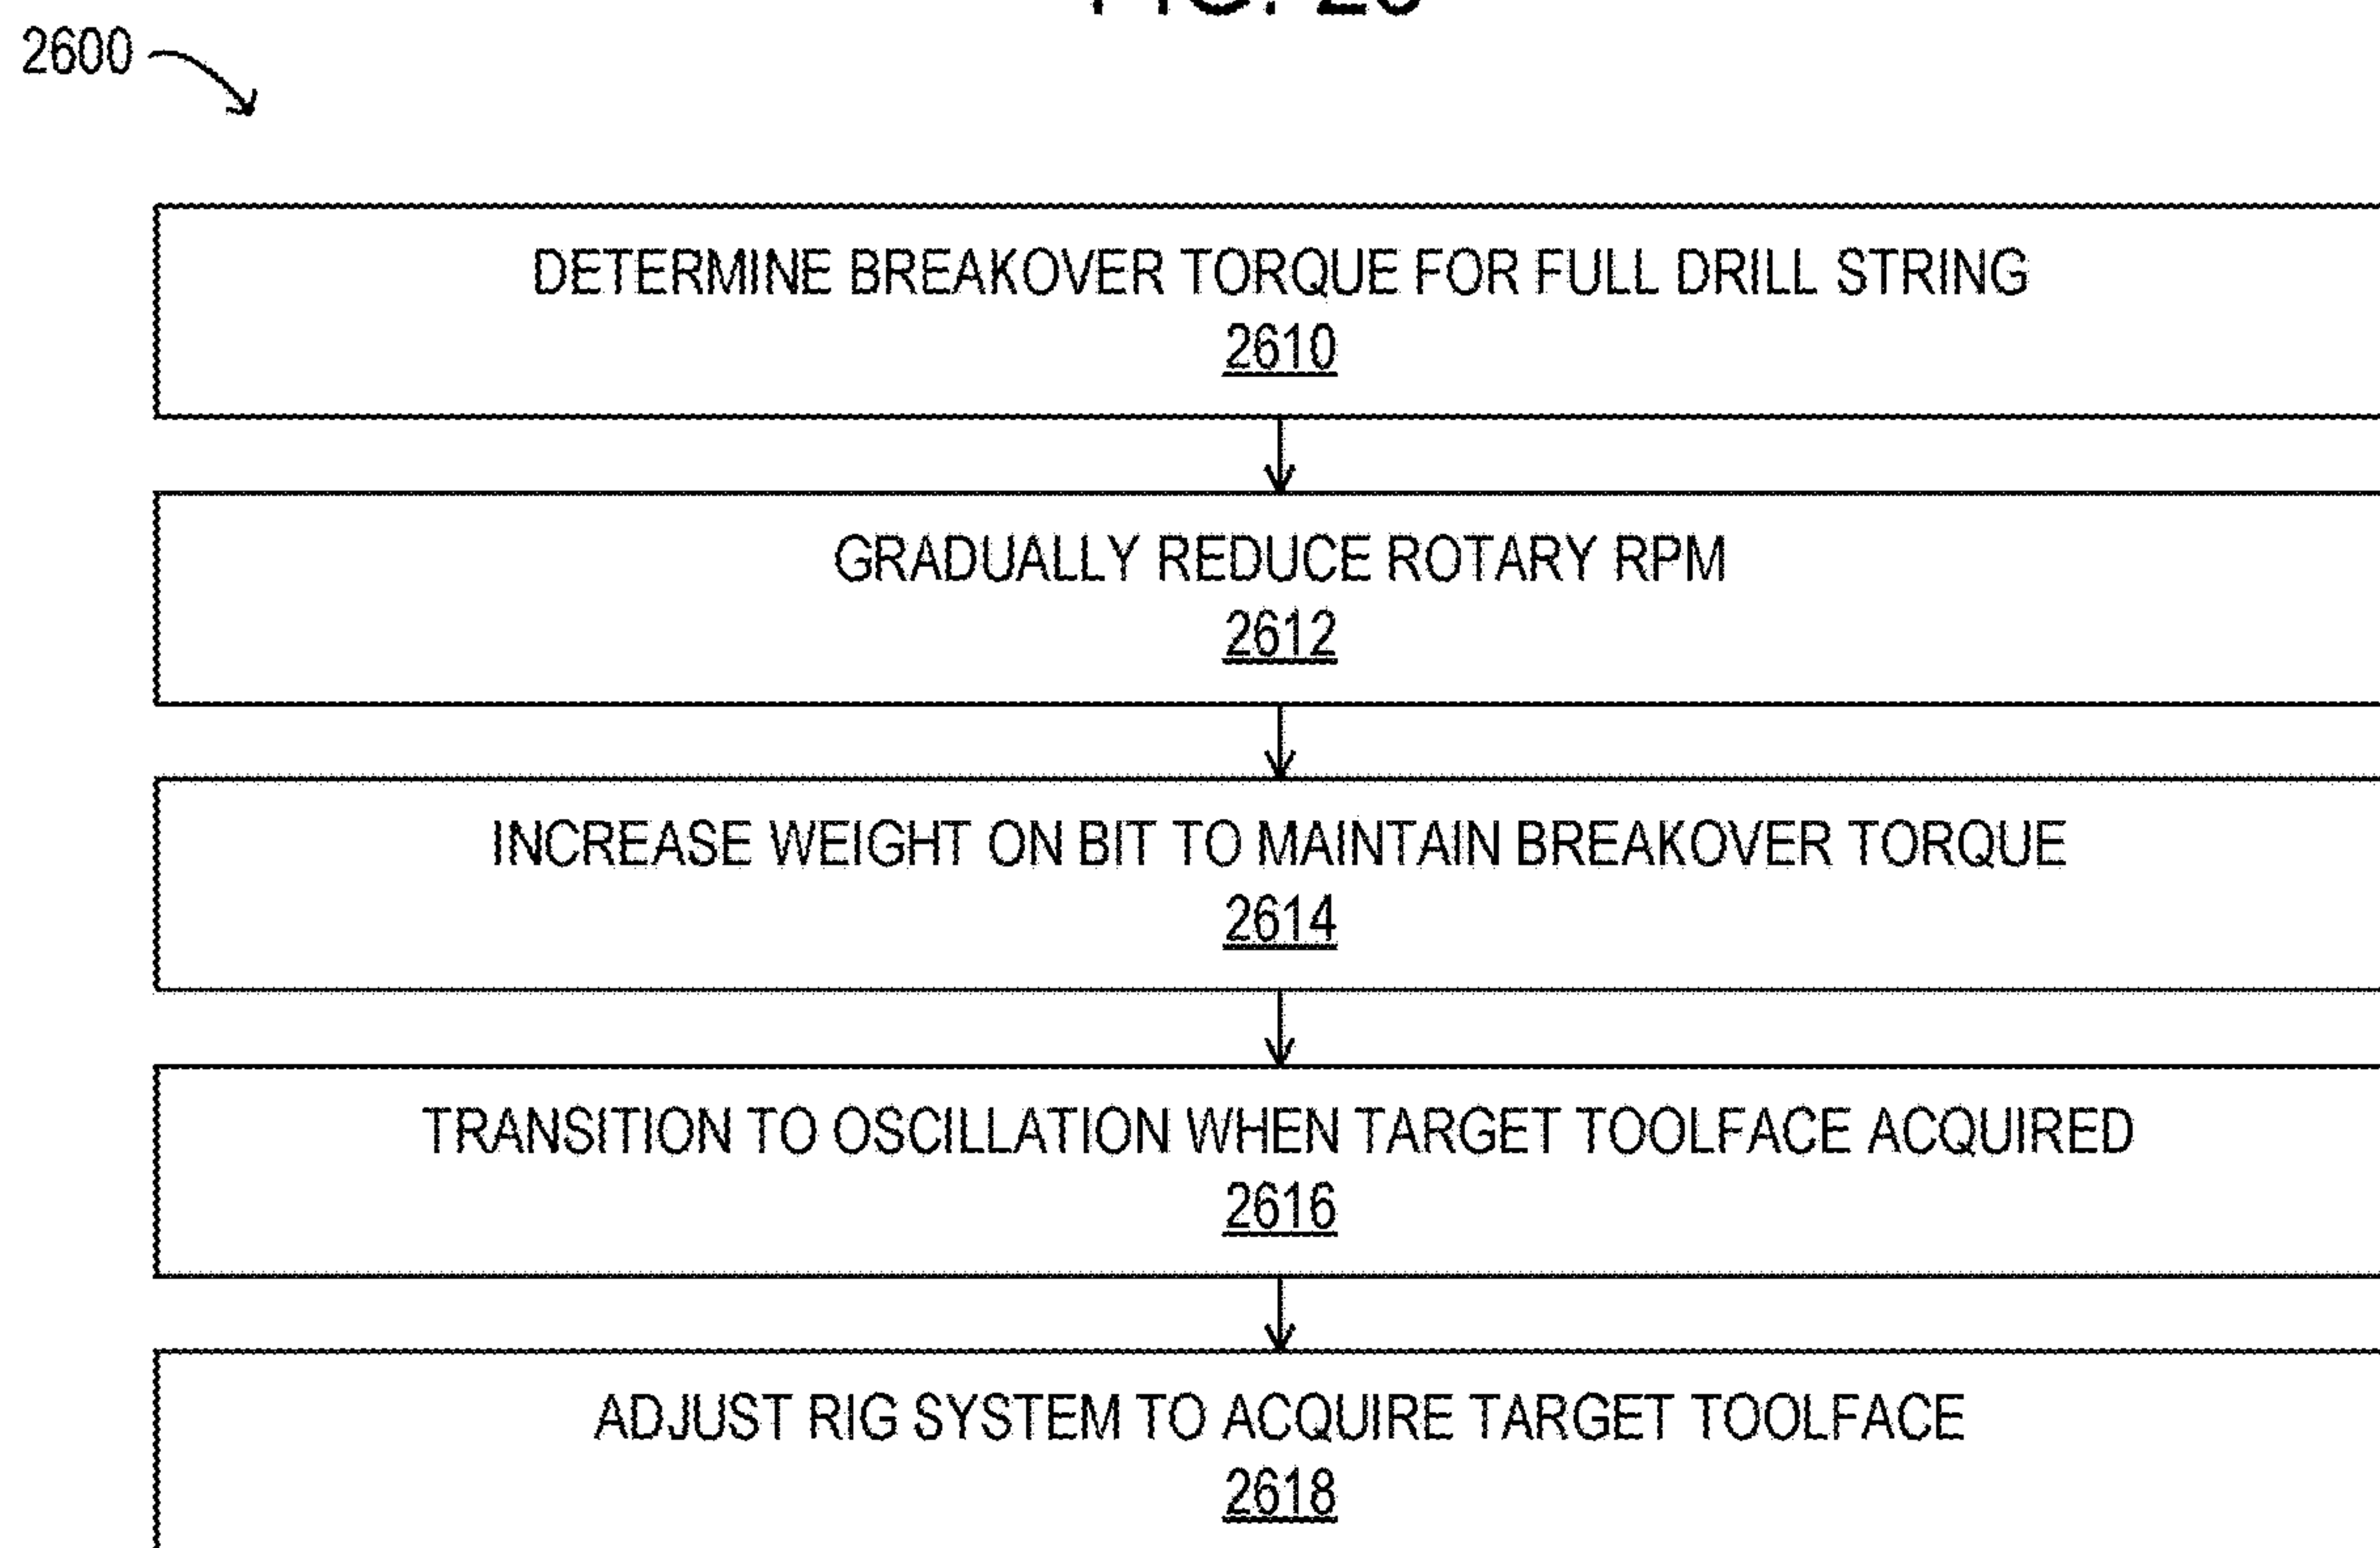 2600
DETERMINE BREAKOVER TORQUE FOR FULL DRILL STRING
2610
GRADUALLY REDUCE ROTARY RPM
2612
INCREASE WEIGHT ON BIT TO MAINTAIN BREAKOVER TORQUE
2614
TRANSITION TO OSCILLATION WHEN TARGET TOOLFACE ACQUIRED
2616
ADJUST RIG SYSTEM TO ACQUIRE TARGET TOOLFACE
2618